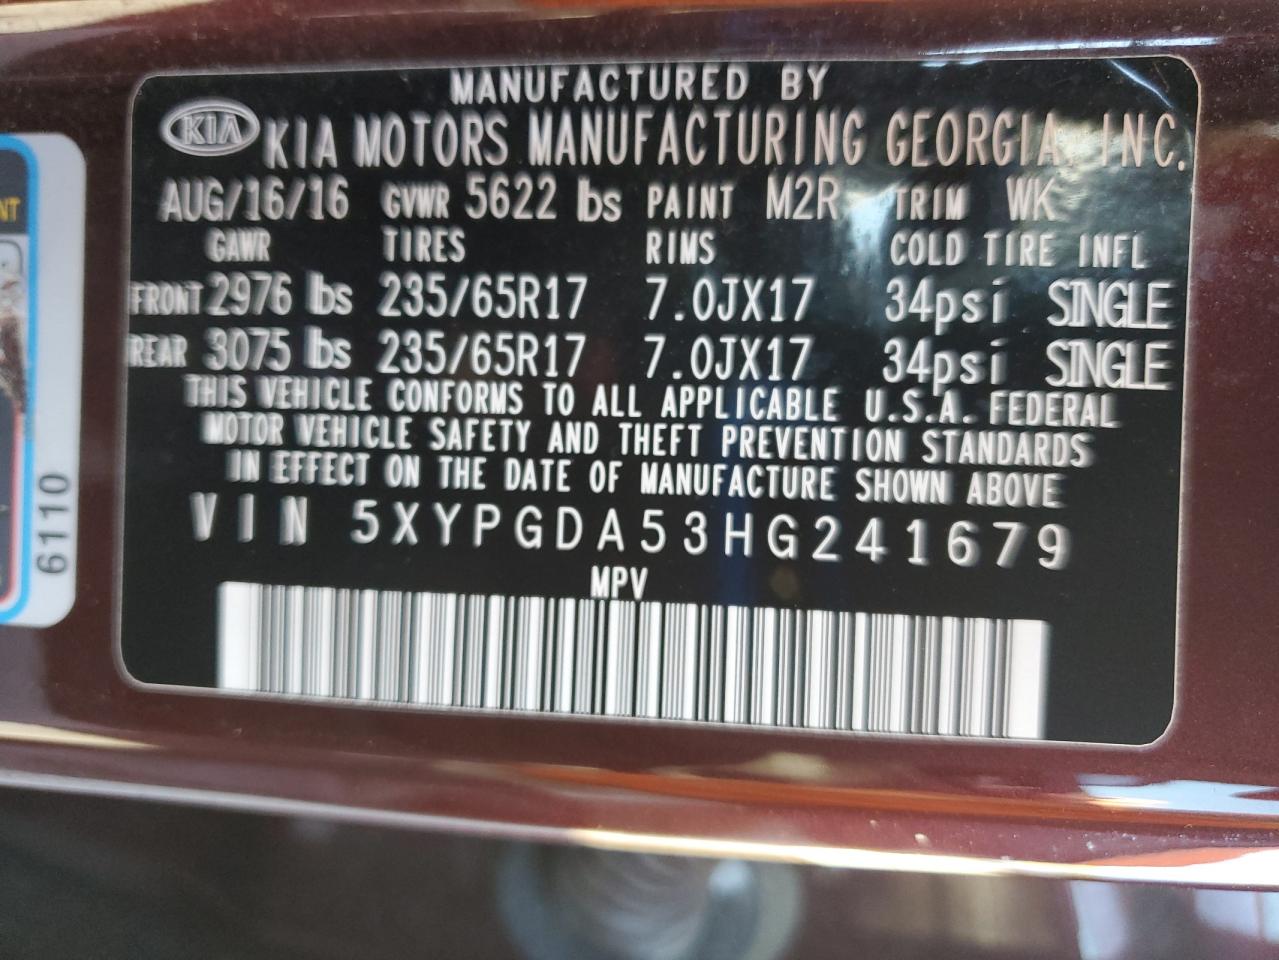 MANUFACTURED BY
KIA KIA MOTORS MANUFACTURING GEORGIA, INC.
AUG/16/16 GVWR 5622 lbs PAINT M2R TRIM WK
GAWR TIRES RIMS COLD TIRE INFL
FRONT 2976 lbs 235/65R17 7.0JX17 34psi SINGLE
REAR 3075 lbs 235/65R17 7.0JX17 34psi SINGLE
THIS VEHICLE CONFORMS TO ALL APPLICABLE U.S.A. FEDERAL
MOTOR VEHICLE SAFETY AND THEFT PREVENTION STANDARDS
IN EFFECT ON THE DATE OF MANUFACTURE SHOWN ABOVE
VIN 5XYPGDA53HG241679
MPV
6110